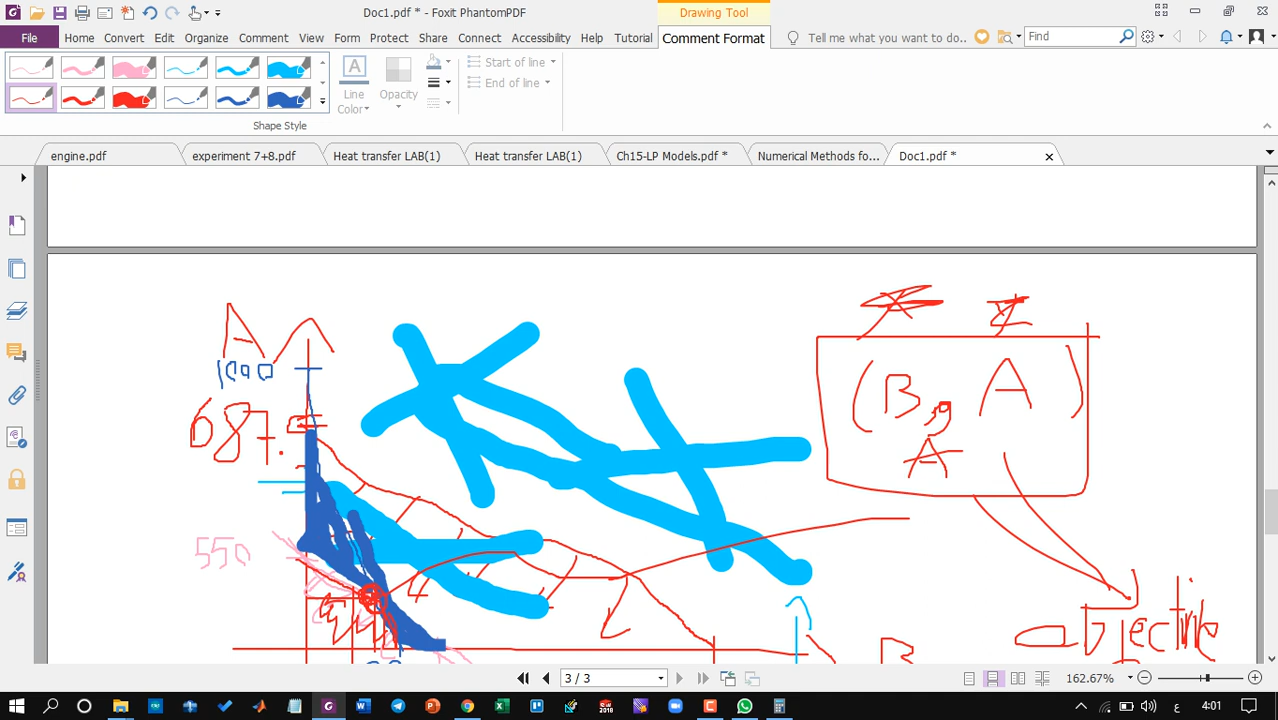 Doc1.pdf * - Foxit PhantomPDF
Drawing Tool
File Home Convert Edit Organize Comment View Form Protect Share Connect Accessibility Help Tutorial Comment Format Tell me what you want to do.. Find
Line Color
Opacity
Start of line
End of line
Shape Style
engine.pdf experiment 7+8.pdf Heat transfer LAB(1) Heat transfer LAB(1) Ch15-LP Models.pdf * Numerical Methods fo... Doc1.pdf *
A
1000
687.5
(B, A)
A
550
B
objective
3 / 3
162.67%
4:01